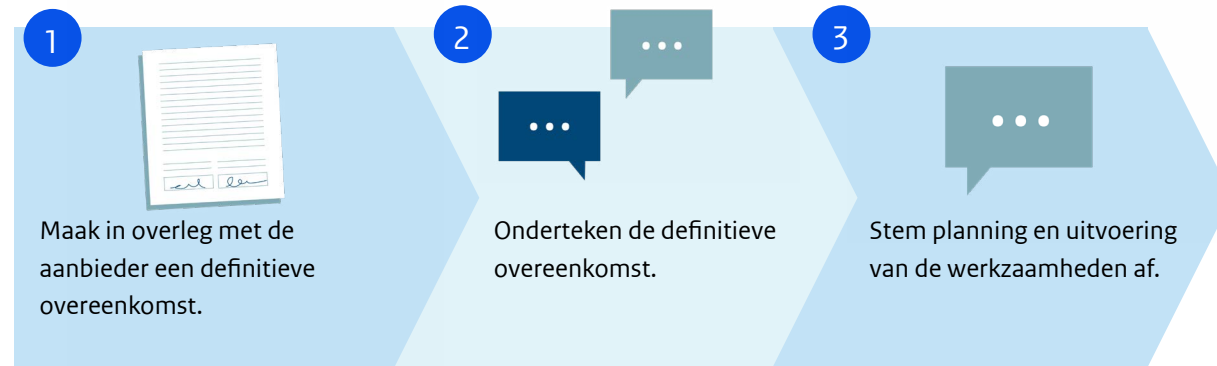 1
Maak in overleg met de
aanbieder een definitieve
overeenkomst.
2
Onderteken de definitieve
overeenkomst.
3
Stem planning en uitvoering
van de werkzaamheden af.